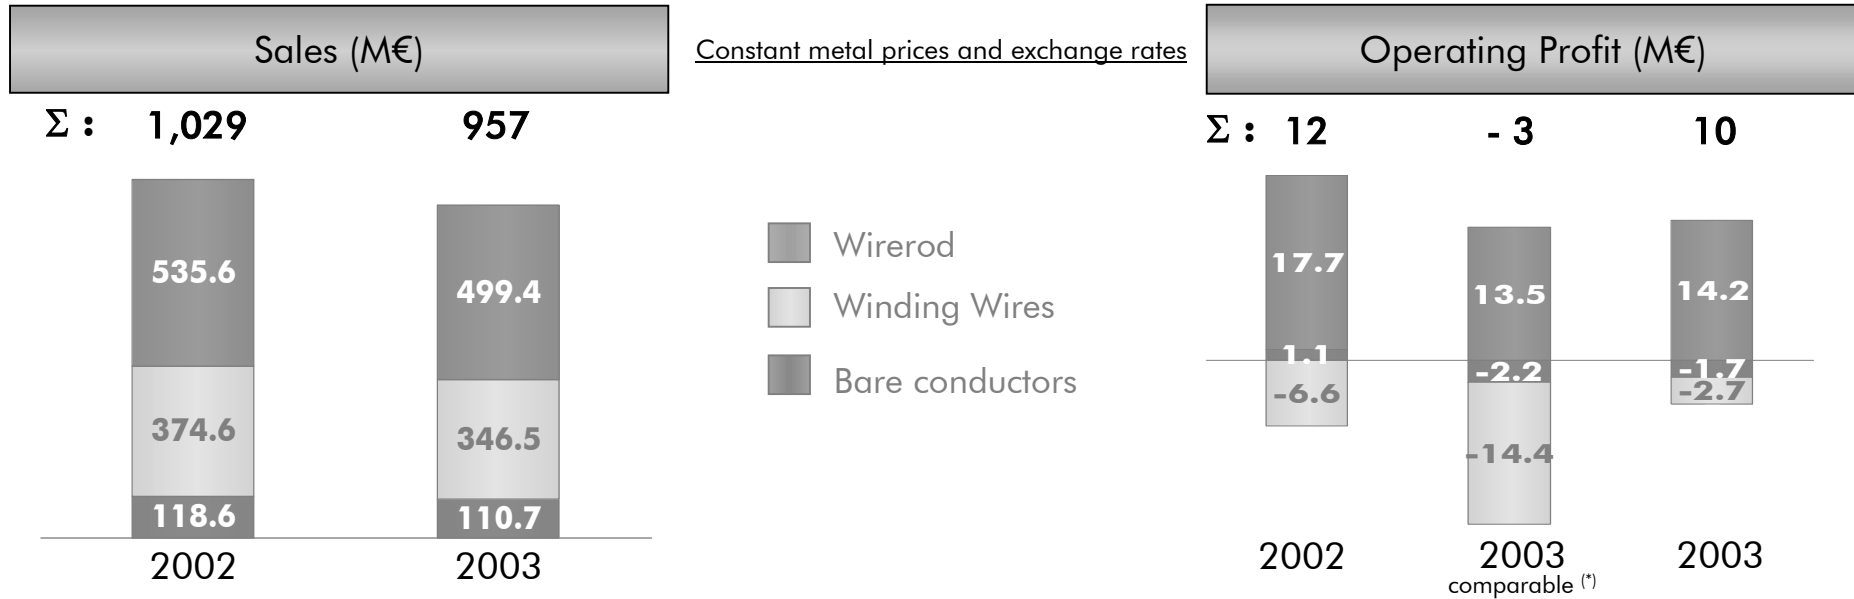 Sales (M€)
Constant metal prices and exchange rates
Operating Profit (M€)
Σ : 1,029 957
Σ : 12 - 3 10
535.6
499.4
374.6
346.5
118.6
110.7
2002
2003
Wirerod
Winding Wires
Bare conductors
17.7
13.5
14.2
1.1
-2.2
-1.7
-6.6
-14.4
-2.7
2002
2003
2003
comparable (*)